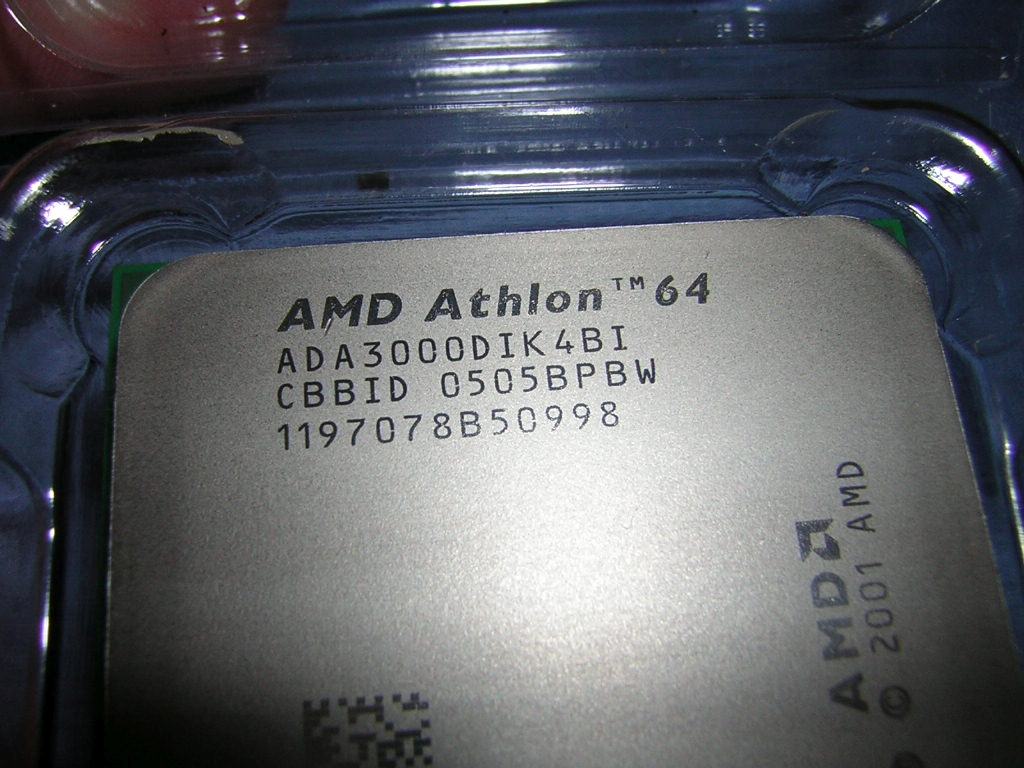 AMD Athlon™64
ADA3000DIK4BI
CBBID 0505BPBW
1197078B50998
AMD
© 2001 AMD